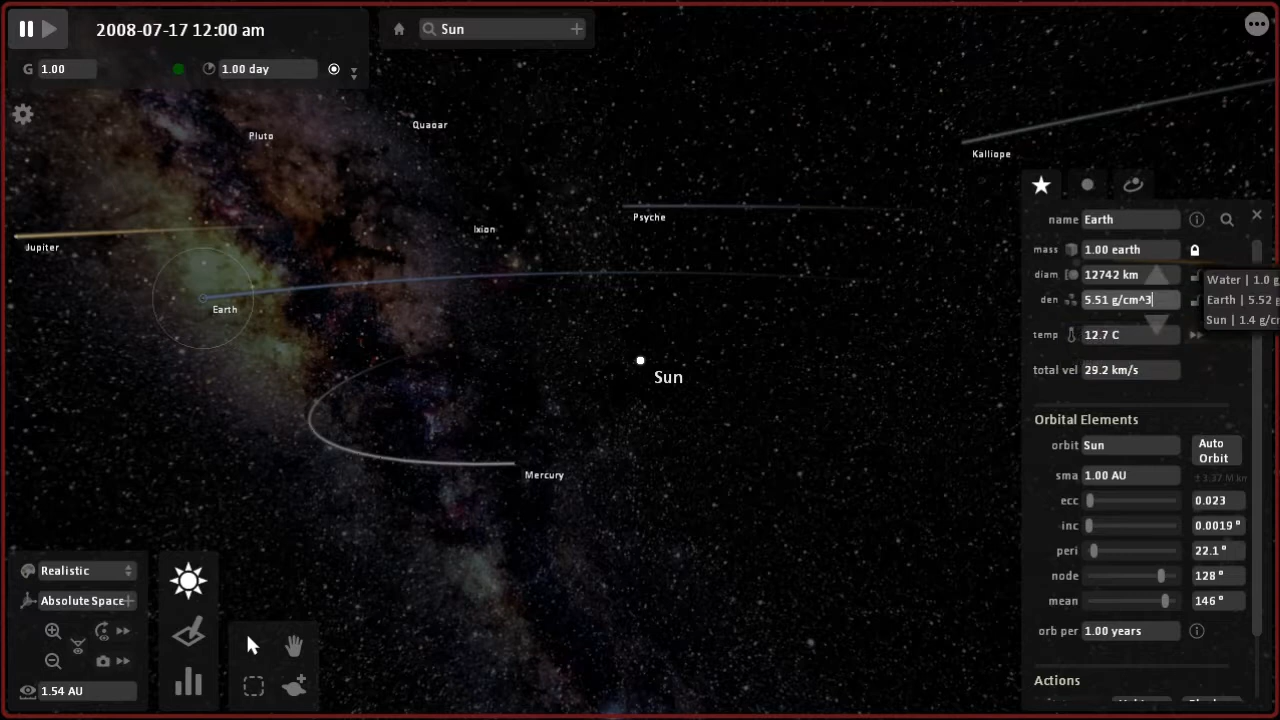 2008-07-17 12:00 am
Sun
G 1.00
1.00 day
Pluto
Quaoar
Kalliope
Psyche
Ixion
Jupiter
Earth
Sun
Mercury
name Earth
mass 1.00 earth
diam 12742 km
den 5.51 g/cm^3
Water | 1.0 g
Earth | 5.52
Sun | 1.4 g/c
temp 12.7 C
total vel 29.2 km/s
Orbital Elements
orbit Sun
Auto
Orbit
sma 1.00 AU
± 1.37 M km
ecc 0.023
inc 0.0019 °
peri 22.1 °
node 128 °
mean 146 °
orb per 1.00 years
Actions
Realistic
Absolute Space
1.54 AU